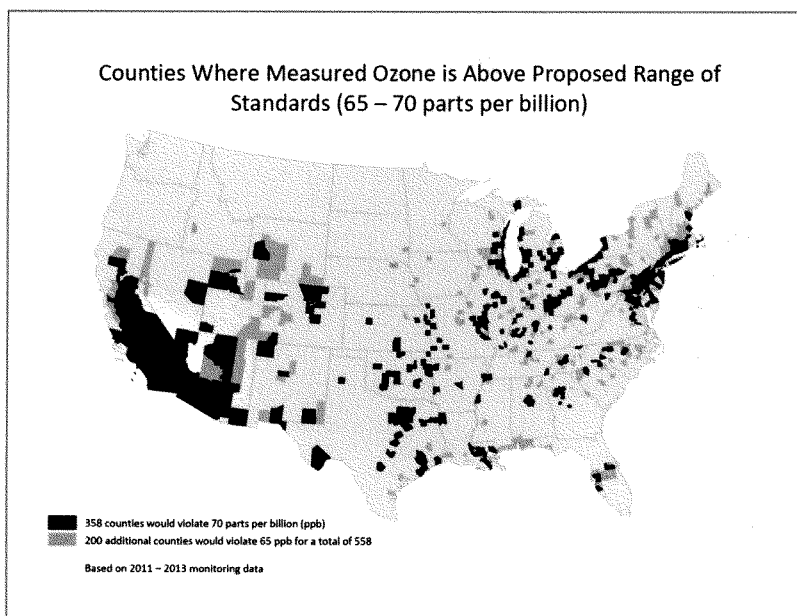 Counties Where Measured Ozone is Above Proposed Range of
Standards (65 – 70 parts per billion)
358 counties would violate 70 parts per billion (ppb)
200 additional counties would violate 65 ppb for a total of 558
Based on 2011 – 2013 monitoring data